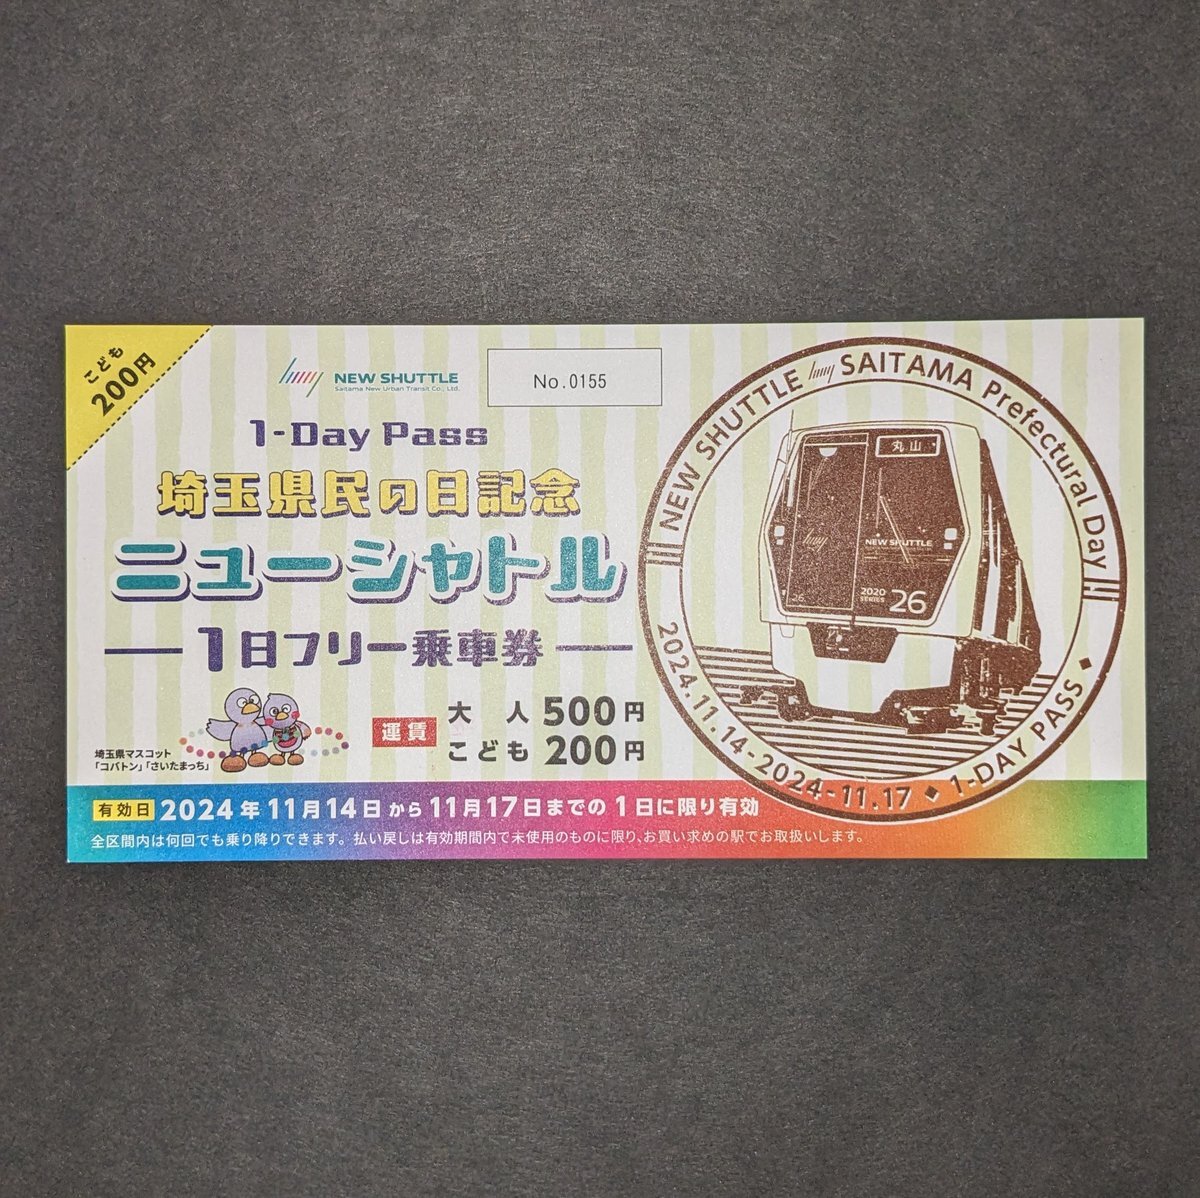 こども
200円
NEW SHUTTLE
Saitama New Urban Transit Co., Ltd.
No.0155
1-Day Pass
埼玉県民の日記念
ニューシャトル
1日フリー乗車券
埼玉県マスコット
「コバトン」「さいたまっち」
運賃
大人 500円
こども 200円
有効日 2024年11月14日から11月17日までの1日に限り有効
全区間内は何回でも乗り降りできます。払い戻しは有効期間内で未使用のものに限り、お買い求めの駅でお取扱いします。
NEW SHUTTLE SAITAMA Prefectural Day
丸山
NEW SHUTTLE
2020
SERIES
26
26
2024.11.14-2024-11.17 ◆ 1-DAY PASS ◆